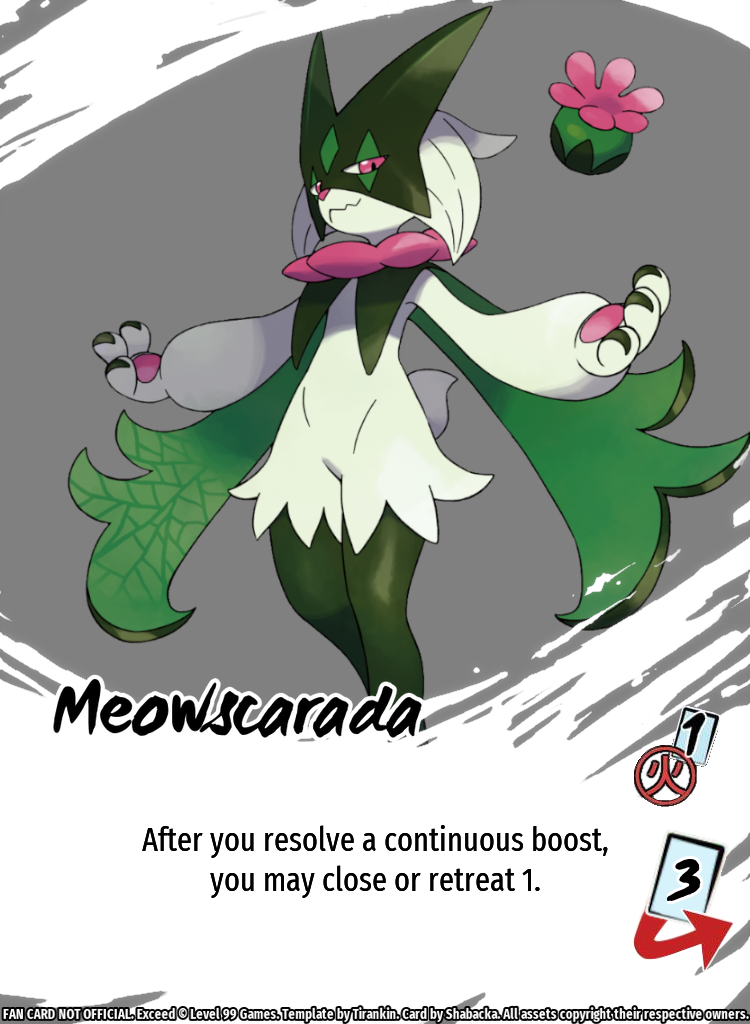 Meowscarada
1
火
After you resolve a continuous boost,
you may close or retreat 1.
3
FAN CARD NOT OFFICIAL. Exceed © Level 99 Games. Template by Tirankin. Card by Shabacka. All assets copyright their respective owners.